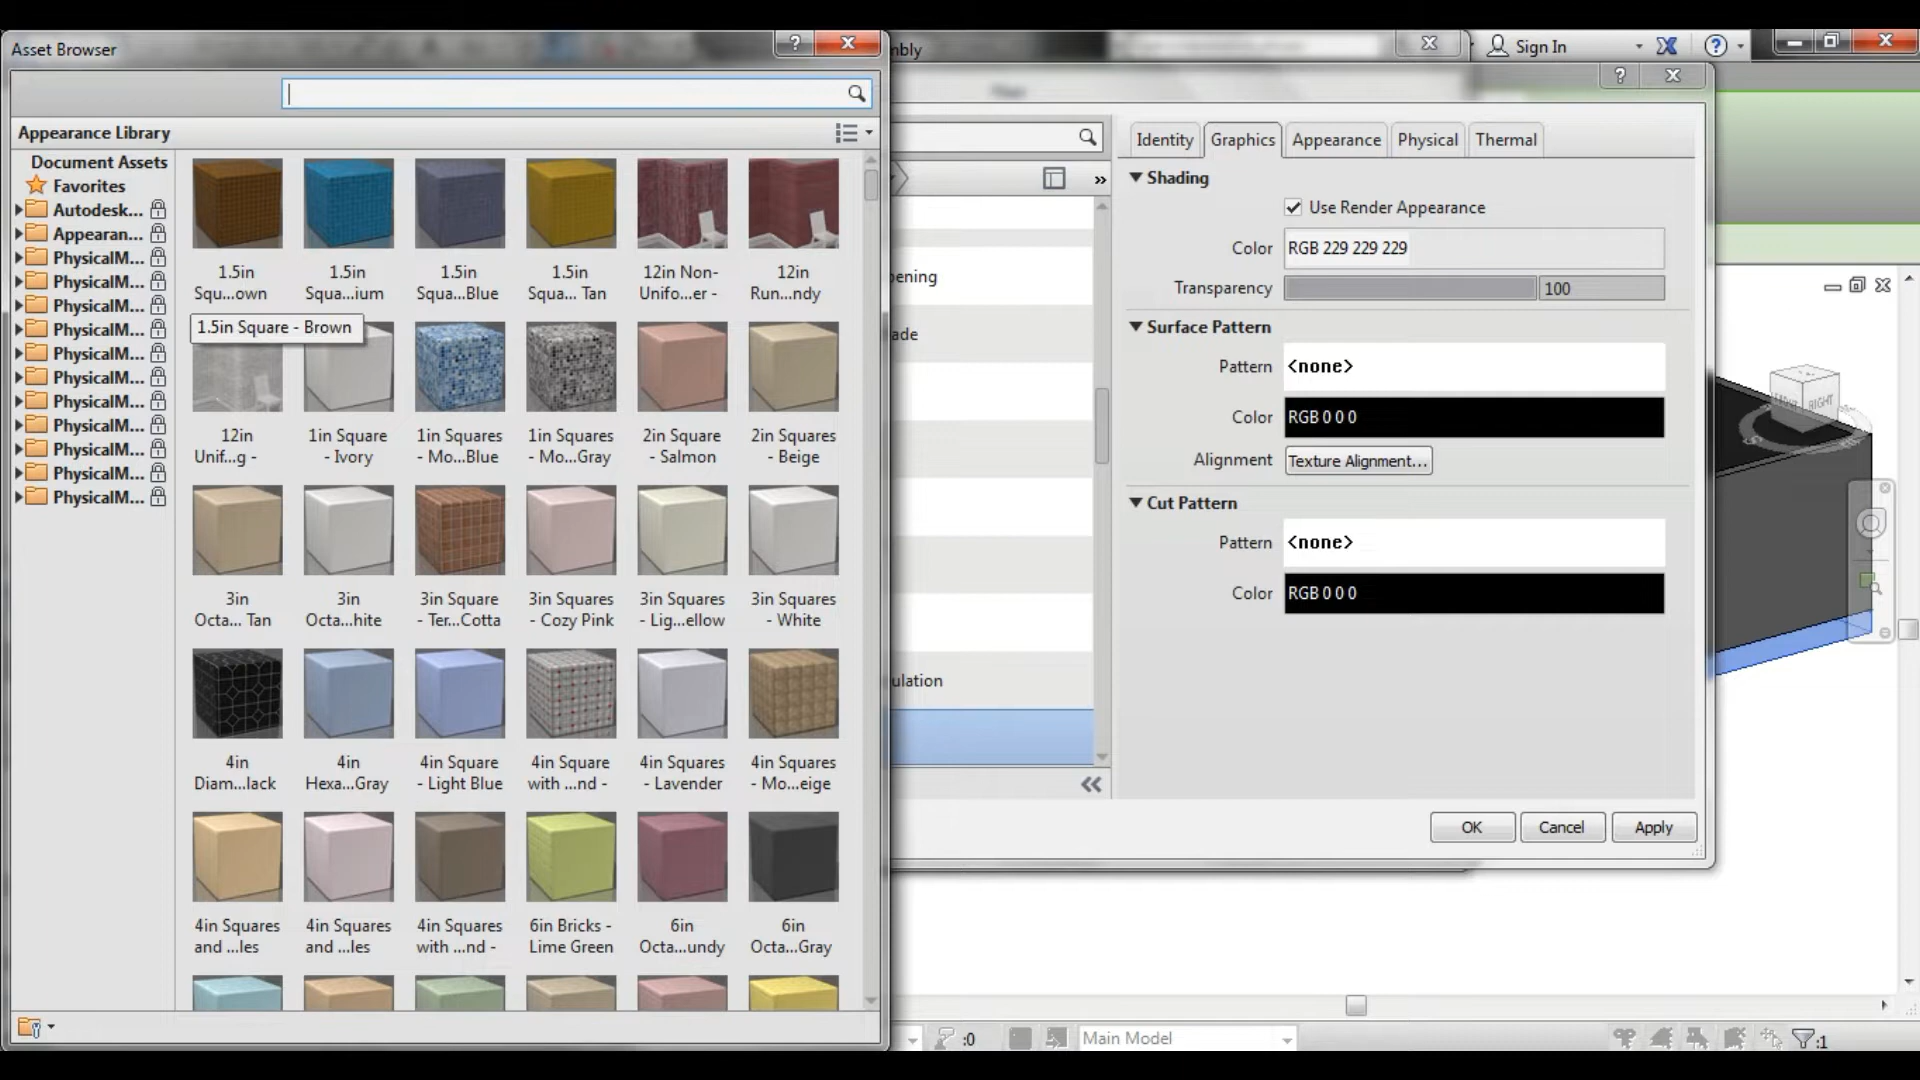 Asset Browser
?
Appearance Library
Document Assets
Favorites
Autodesk...
Appearan...
PhysicalM...
PhysicalM...
PhysicalM...
PhysicalM...
PhysicalM...
PhysicalM...
PhysicalM...
PhysicalM...
PhysicalM...
PhysicalM...
PhysicalM...
1.5in
Squ...own
1.5in
Squa...ium
1.5in
Squa...Blue
1.5in
Squa... Tan
12in Non-
Unifo...er -
12in
Run...ndy
1.5in Square - Brown
12in
Unif...g -
1in Square
- Ivory
1in Squares
- Mo...Blue
1in Squares
- Mo...Gray
2in Square
- Salmon
2in Squares
- Beige
3in
Octa... Tan
3in
Octa...hite
3in Square
- Ter...Cotta
3in Squares
- Cozy Pink
3in Squares
- Lig...ellow
3in Squares
- White
4in
Diam...lack
4in
Hexa...Gray
4in Square
- Light Blue
4in Square
with ...nd -
4in Squares
- Lavender
4in Squares
- Mo...eige
4in Squares
and ...les
4in Squares
and ...les
4in Squares
with ...nd -
6in Bricks -
Lime Green
6in
Octa...undy
6in
Octa...Gray
mbly
Sign In
?
?
»
pening
ade
ulation
Identity
Graphics
Appearance
Physical
Thermal
Shading
Use Render Appearance
Color
RGB 229 229 229
Transparency
100
Surface Pattern
Pattern
<none>
Color
RGB 0 0 0
Alignment
Texture Alignment...
Cut Pattern
Pattern
<none>
Color
RGB 0 0 0
OK
Cancel
Apply
RIGHT
S
:0
Main Model
:1